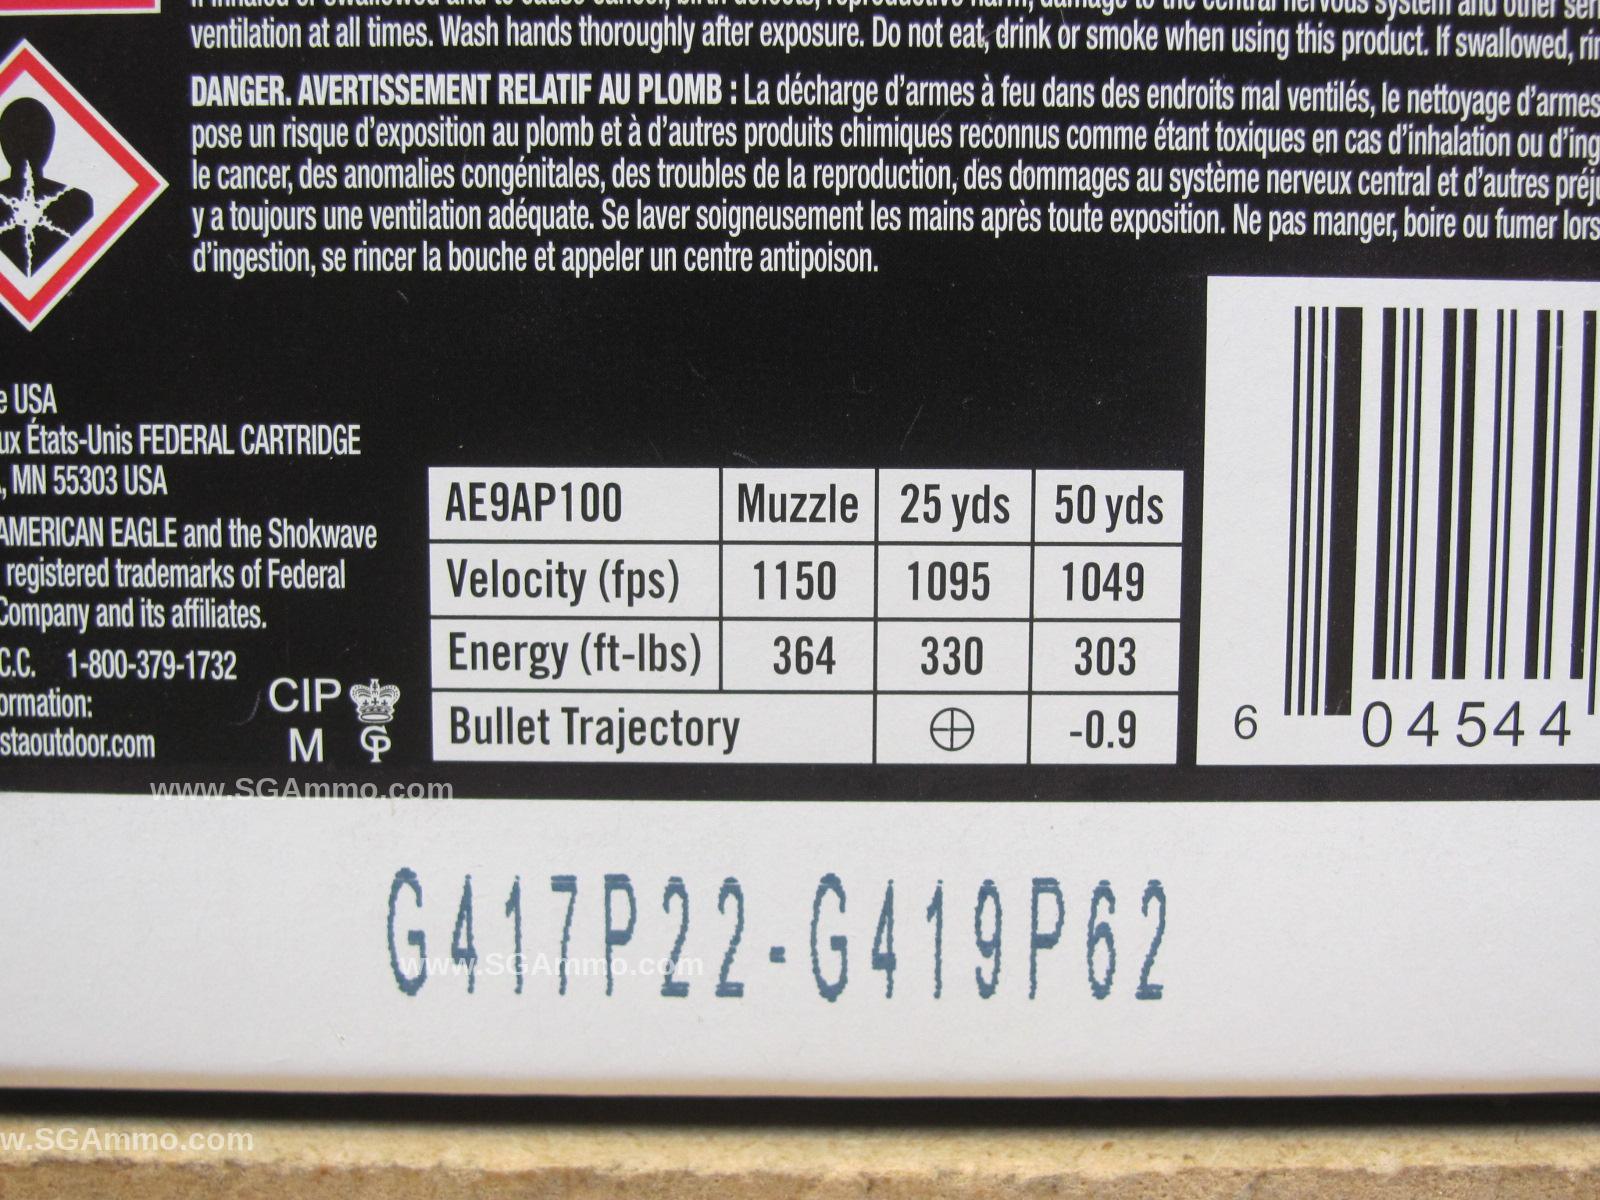 ventilation at all times. Wash hands thoroughly after exposure. Do not eat, drink or smoke when using this product. If swallowed,
DANGER. AVERTISSEMENT RELATIF AU PLOMB : La décharge d'armes à feu dans des endroits mal ventilés, le nettoyage d'armes
pose un risque d'exposition au plomb et à d'autres produits chimiques reconnus comme étant toxiques en cas d'inhalation ou d'ing
le cancer, des anomalies congénitales, des troubles de la reproduction, des dommages au système nerveux central et d'autres préju
y a toujours une ventilation adéquate. Se laver soigneusement les mains après toute exposition. Ne pas manger, boire ou fumer lors
d'ingestion, se rincer la bouche et appeler un centre antipoison.
e USA
ux États-Unis FEDERAL CARTRIDGE
, MN 55303 USA
AMERICAN EAGLE and the Shokwave
registered trademarks of Federal
Company and its affiliates.
C.C. 1-800-379-1732
ormation:
staoutdoor.com
CIP
M
AE9AP100 Muzzle 25 yds 50 yds
Velocity (fps) 1150 1095 1049
Energy (ft-lbs) 364 330 303
Bullet Trajectory ⊕ -0.9
6 04544
www.SGAmmo.com
G417P22-G419P62
www.SGAmmo.com
w.SGAmmo.com